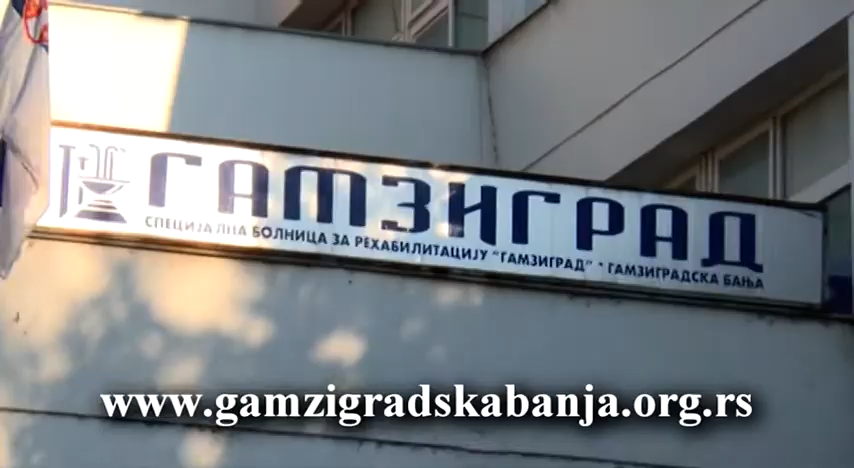 ГАМЗИГРАД
СПЕЦИЈАЛНА БОЛНИЦА ЗА РЕХАБИЛИТАЦИЈУ "ГАМЗИГРАД" • ГАМЗИГРАДСКА БАЊА
www.gamzigradskabanja.org.rs